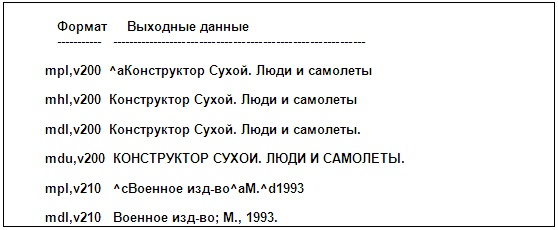 Формат Выходные данные
----------- ---------------------------------------------------------------
mpl,v200 ^aКонструктор Сухой. Люди и самолеты
mhl,v200 Конструктор Сухой. Люди и самолеты
mdl,v200 Конструктор Сухой. Люди и самолеты.
mdu,v200 КОНСТРУКТОР СУХОИ. ЛЮДИ И САМОЛЕТЫ.
mpl,v210 ^cВоенное изд-во^aМ.^d1993
mdl,v210 Военное изд-во; М., 1993.